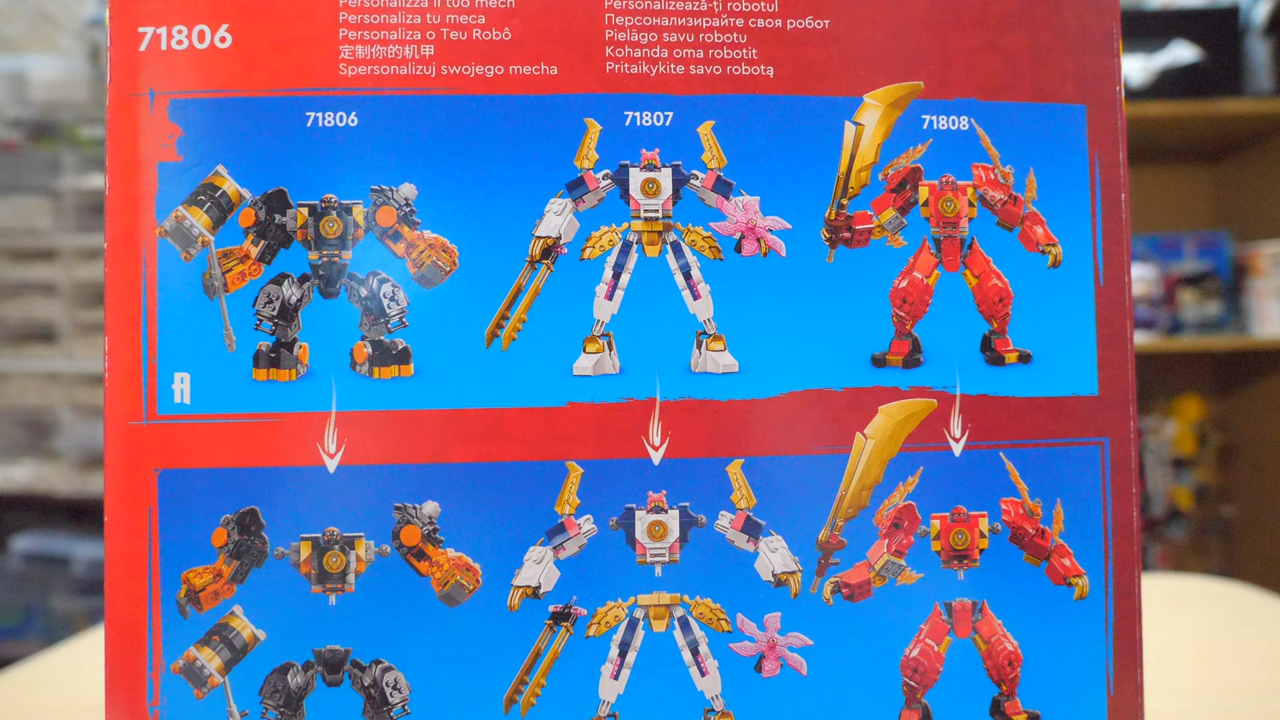 71806
Personalizza il tuo mech
Personaliza tu meca
Personaliza o Teu Robô
定制你的机甲
Spersonalizuj swojego mecha
Personalizează-ți robotul
Персонализирайте своя робот
Pielāgo savu robotu
Kohanda oma robotit
Pritaikykite savo robotą
71806
71807
71808